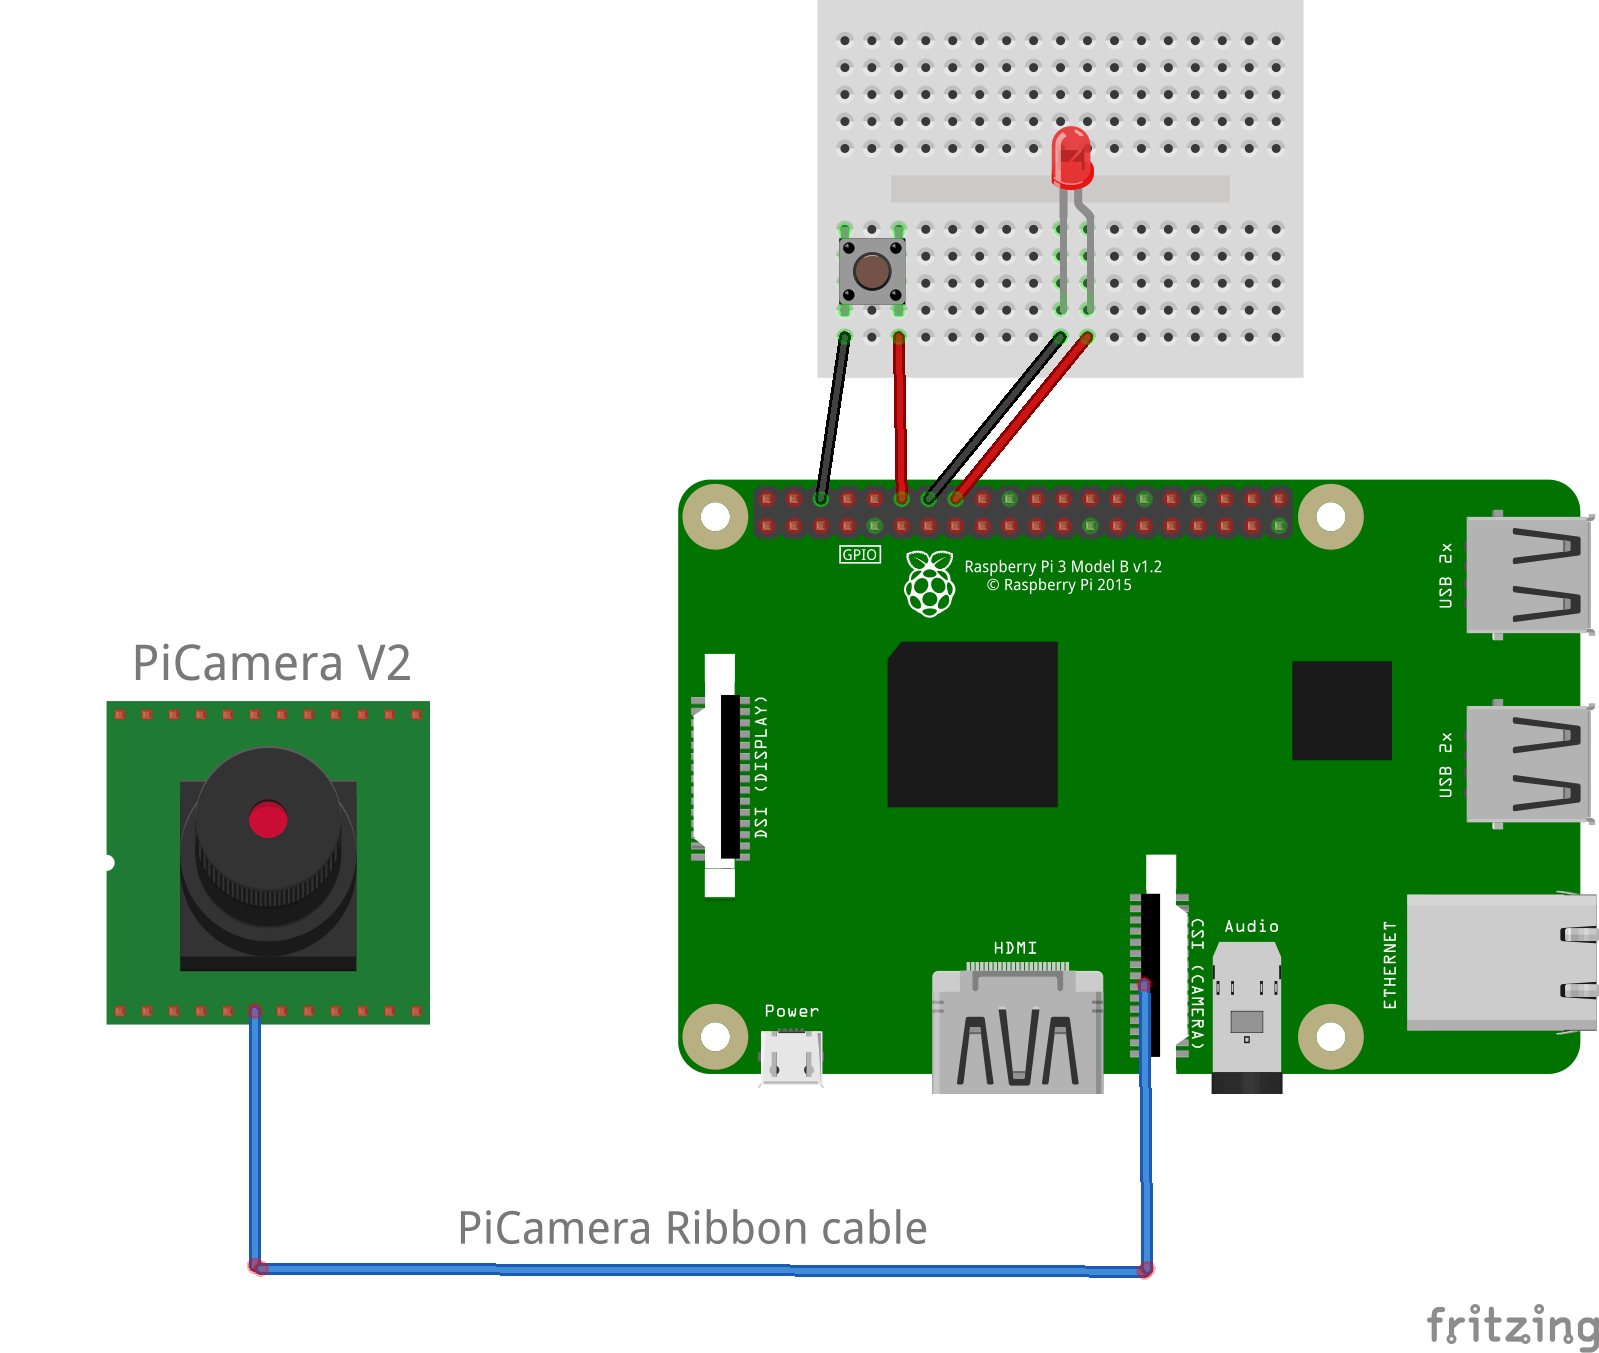 GPIO
Raspberry Pi 3 Model B v1.2
© Raspberry Pi 2015
USB 2x
PiCamera V2
DSI (DISPLAY)
USB 2x
HDMI
CSI (CAMERA)
Audio
ETHERNET
Power
PiCamera Ribbon cable
fritzing